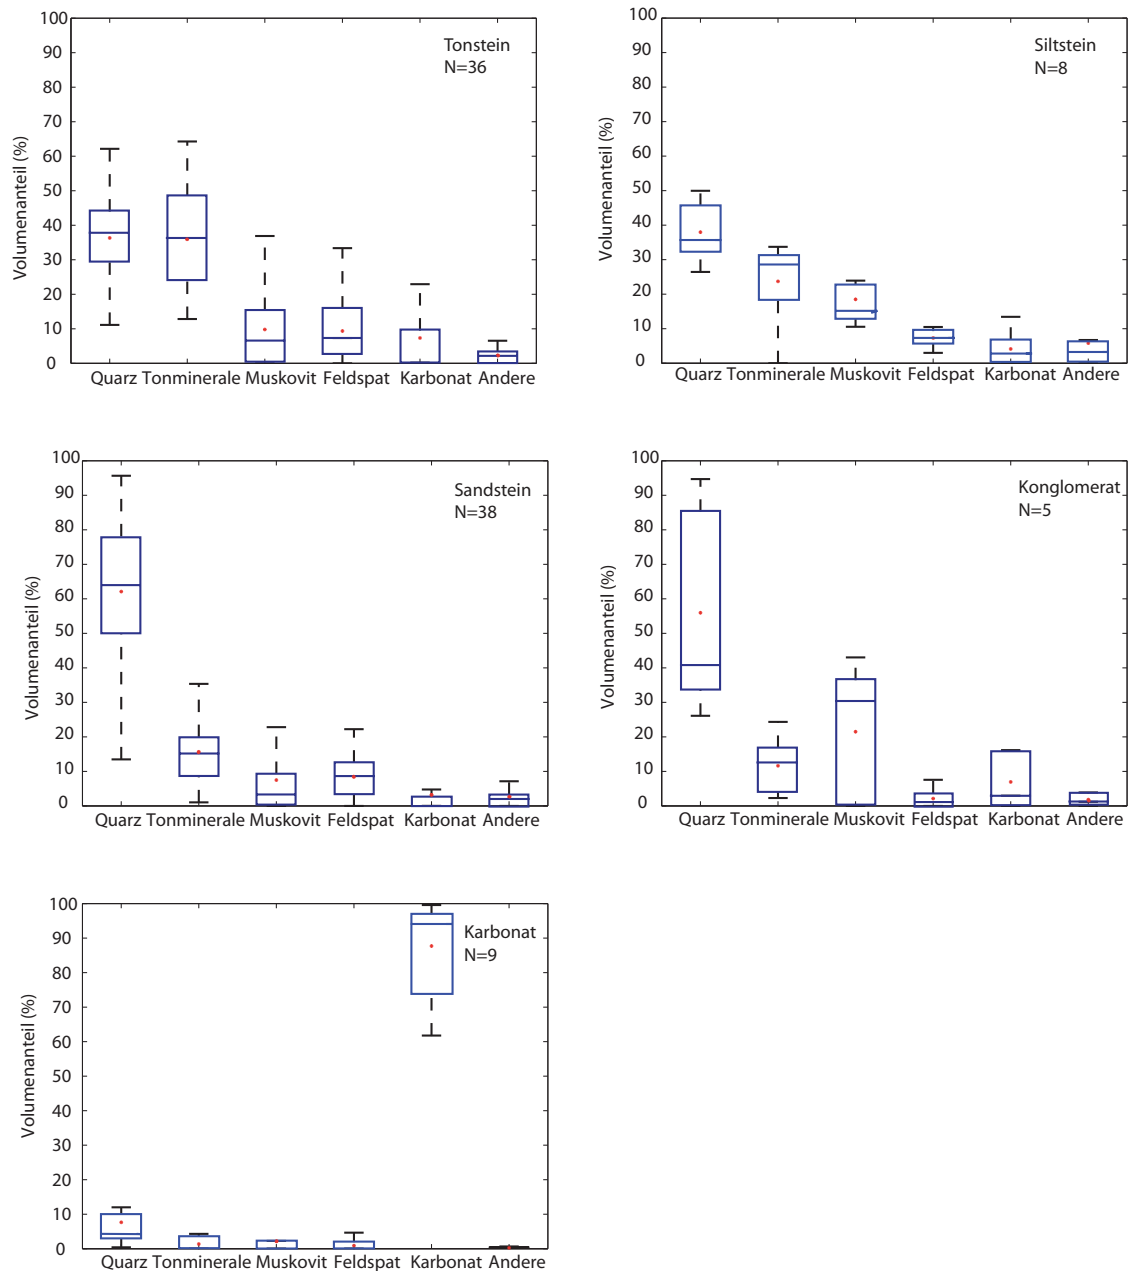 Tonstein
N=36
Volumenanteil (%)
100
90
80
70
60
50
40
30
20
10
0
Quarz Tonminerale Muskovit Feldspat Karbonat Andere
Siltstein
N=8
Volumenanteil (%)
100
90
80
70
60
50
40
30
20
10
0
Quarz Tonminerale Muskovit Feldspat Karbonat Andere
Sandstein
N=38
Volumenanteil (%)
100
90
80
70
60
50
40
30
20
10
0
Quarz Tonminerale Muskovit Feldspat Karbonat Andere
Konglomerat
N=5
Volumenanteil (%)
100
90
80
70
60
50
40
30
20
10
0
Quarz Tonminerale Muskovit Feldspat Karbonat Andere
Karbonat
N=9
Volumenanteil (%)
100
90
80
70
60
50
40
30
20
10
0
Quarz Tonminerale Muskovit Feldspat Karbonat Andere